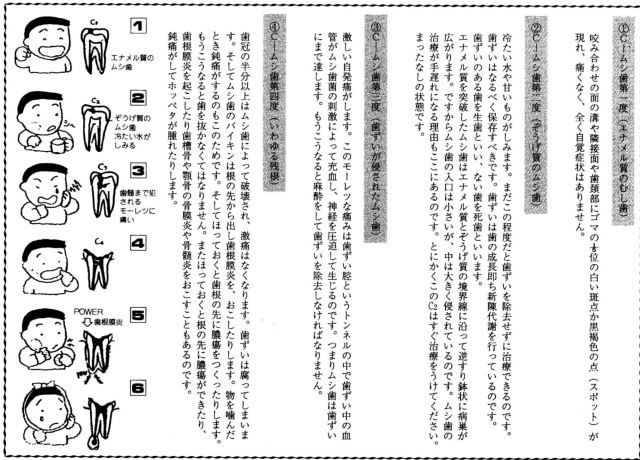 ①C₁ームシ歯第一度（エナメル質のむし歯）
咬み合わせの面の溝や隣接面や歯頚部にゴマの⅓位の白い斑点か黒褐色の点（スポット）が
現れ、痛くなく、全く自覚症状はありません。
②C₂ームシ歯第二度（ぞうげ質のムシ歯）
冷たい水や甘いものがしみます。まだこの程度だと歯ずいを除去せずに治療できるのです。
歯ずいはなるべく保存すべきです。歯ずいは歯の成長即ち新陳代謝を行っているのです。
歯ずいのある歯を生歯といい、ない歯を死歯といいます。
エナメル質を突破したムシ歯はエナメル質とぞうげ質の境界線に沿って逆すり鉢状に病巣が
広がります。ですからムシ歯の入口は小さいが、中は大きく侵されているのです。ムシ歯の
治療が手遅れになる理由もここにあるのです。とにかくこのC₂はすぐ治療をうけてください。
まったなしの状態です。
③C₃ームシ歯第三度（歯ずいが侵されたムシ歯）
激しい自発痛がします。このモーレツな痛みは歯ずい腔というトンネルの中で歯ずい中の血
管がムシ歯菌の刺激によって充血し、神経を圧迫して生じるのです。つまりムシ歯は歯ずい
にまで達します。もうこうなると麻酔をして歯ずいを除去しなければなりません。
④C₄ームシ歯第四度（いわゆる残根）
歯冠の半分以上はムシ歯によって破壊され、激痛はなくなります。歯ずいは腐ってしまいま
す。そしてムシ歯のバイキンは根の先から出し歯根膜炎を、おこしたりします。物を噛んだ
とき鈍痛がするのもこのためです。そしてほっておくと歯根の先に膿瘍をつくったりします。
もうこうなると歯を抜かなくてはなりません。またほっておくと根の先に膿瘍ができたり、
歯根膜炎を起こしたり歯槽骨や顎骨の骨膜炎や骨髄炎をおこすこともあるのです。
鈍痛がしてホッペタが腫れたりします。
1
エナメル質の
ムシ歯
2
ぞうげ質の
ムシ歯
冷たい水が
しみる
3
歯髄まで犯
される
モーレツに
痛い
C₄
4
POWER
歯根膜炎
5
6